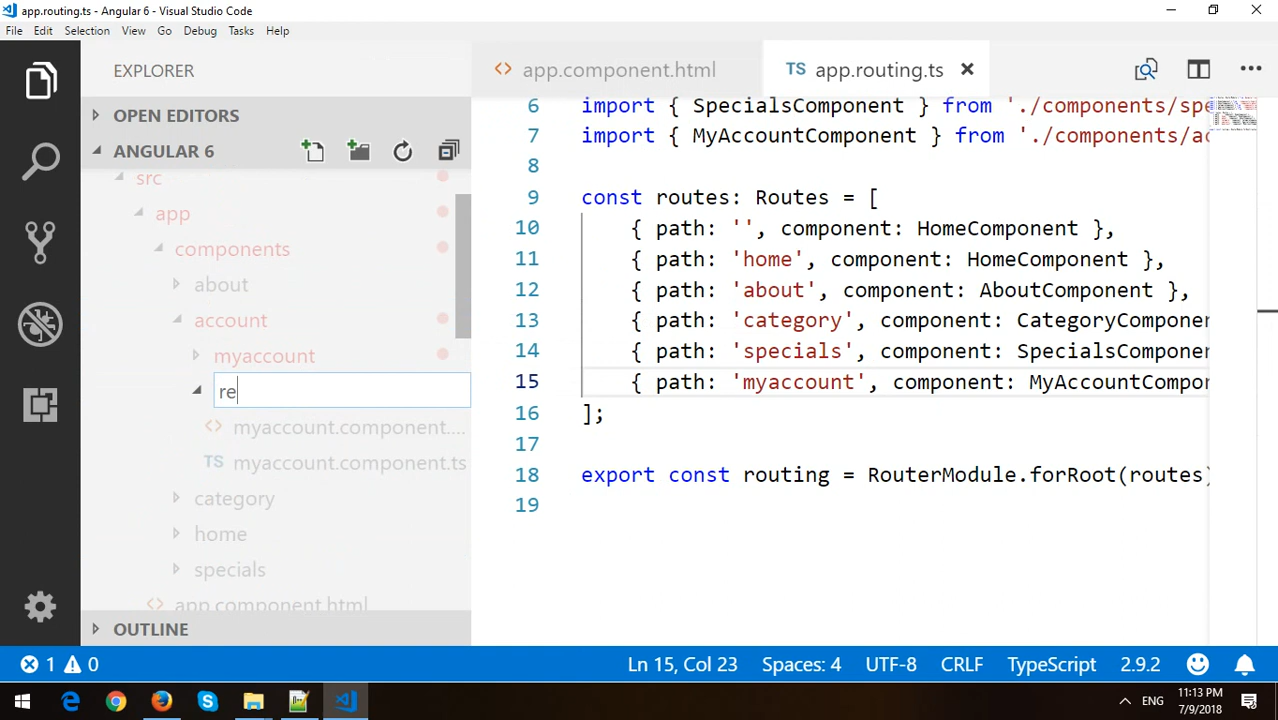 app.routing.ts - Angular 6 - Visual Studio Code
File Edit Selection View Go Debug Tasks Help
EXPLORER
<> app.component.html
TS app.routing.ts
OPEN EDITORS
ANGULAR 6
src
app
components
about
account
myaccount
re
<> myaccount.component....
TS myaccount.component.ts
category
home
specials
<> app.component.html
OUTLINE
6 import { SpecialsComponent } from './components/spe
7 import { MyAccountComponent } from './components/ac
8
9 const routes: Routes = [
10 { path: '', component: HomeComponent },
11 { path: 'home', component: HomeComponent },
12 { path: 'about', component: AboutComponent },
13 { path: 'category', component: CategoryComponen
14 { path: 'specials', component: SpecialsComponen
15 { path: 'myaccount', component: MyAccountCompon
16 ];
17
18 export const routing = RouterModule.forRoot(routes)
19
1 0
Ln 15, Col 23 Spaces: 4 UTF-8 CRLF TypeScript 2.9.2
ENG
11:13 PM
7/9/2018